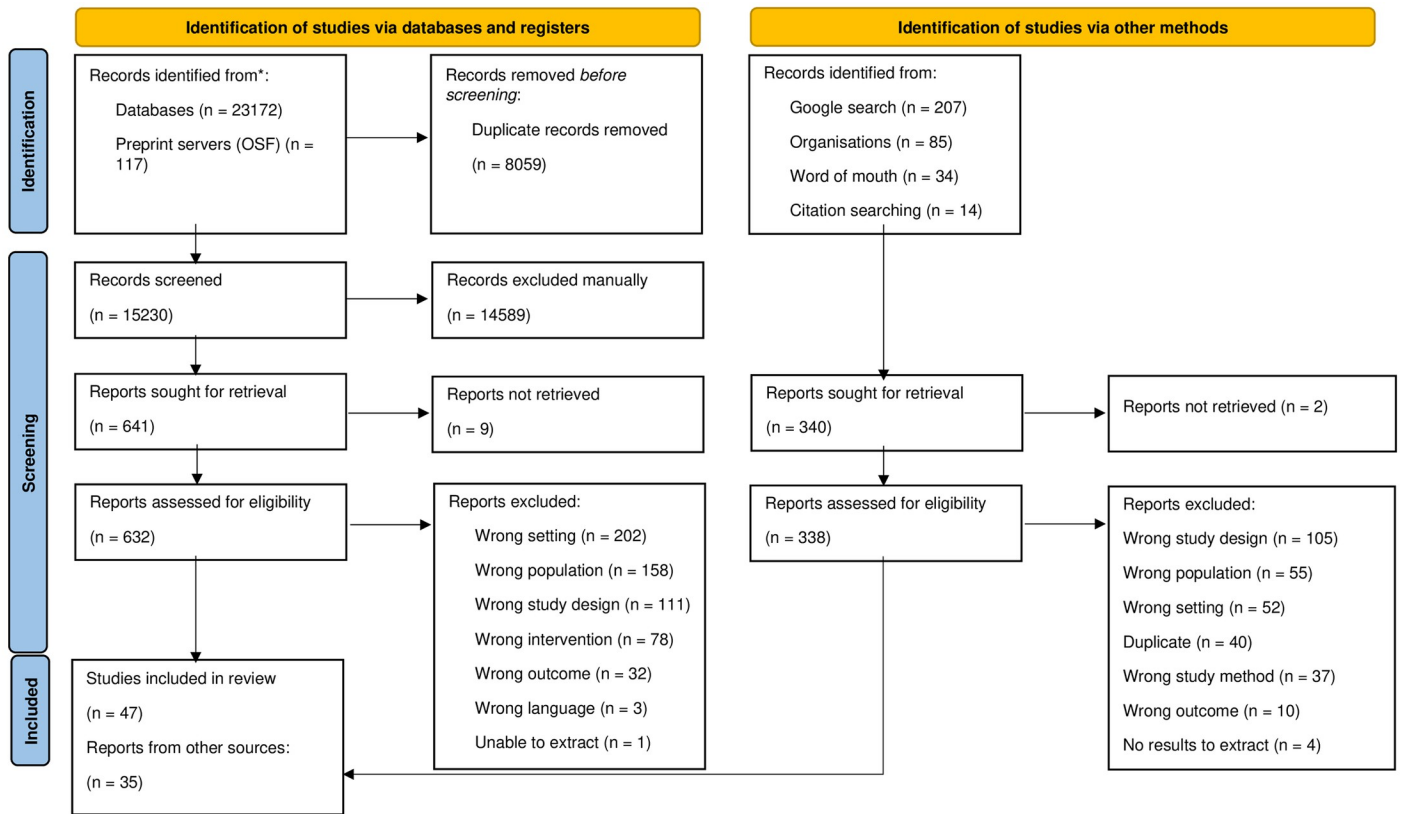 Identification of studies via databases and registers
Identification of studies via other methods
Identification
Records identified from*:
Databases (n = 23172)
Preprint servers (OSF) (n =
117)
Records removed before
screening:
Duplicate records removed
(n = 8059)
Records identified from:
Google search (n = 207)
Organisations (n = 85)
Word of mouth (n = 34)
Citation searching (n = 14)
Screening
Records screened
(n = 15230)
Records excluded manually
(n = 14589)
Reports sought for retrieval
(n = 641)
Reports not retrieved
(n = 9)
Reports sought for retrieval
(n = 340)
Reports not retrieved (n = 2)
Reports assessed for eligibility
(n = 632)
Reports excluded:
Wrong setting (n = 202)
Wrong population (n = 158)
Wrong study design (n = 111)
Wrong intervention (n = 78)
Wrong outcome (n = 32)
Wrong language (n = 3)
Unable to extract (n = 1)
Reports assessed for eligibility
(n = 338)
Reports excluded:
Wrong study design (n = 105)
Wrong population (n = 55)
Wrong setting (n = 52)
Duplicate (n = 40)
Wrong study method (n = 37)
Wrong outcome (n = 10)
No results to extract (n = 4)
Included
Studies included in review
(n = 47)
Reports from other sources:
(n = 35)